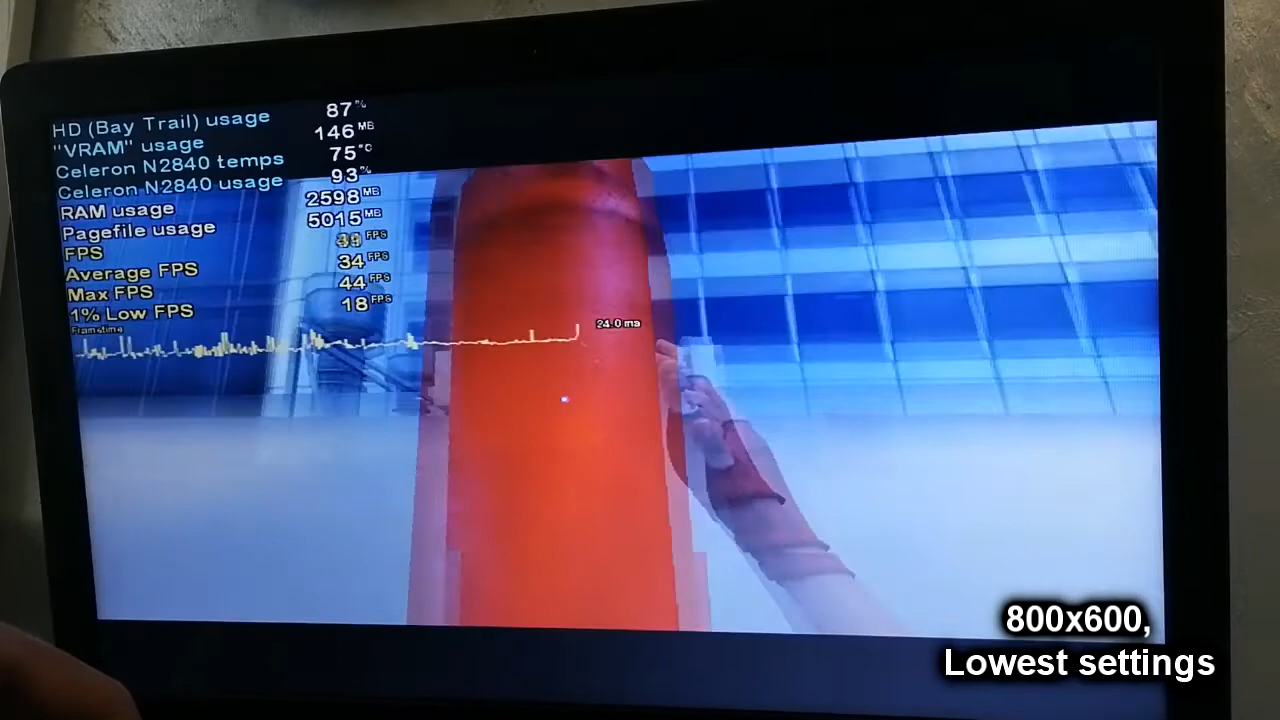 HD (Bay Trail) usage 87 %
"VRAM" usage 146 MB
Celeron N2840 temps 75 °C
Celeron N2840 usage 93 %
RAM usage 2598 MB
Pagefile usage 5015 MB
FPS 39 FPS
Average FPS 34 FPS
Max FPS 44 FPS
1% Low FPS 18 FPS
Frametime
24.0 ms
800x600,
Lowest settings